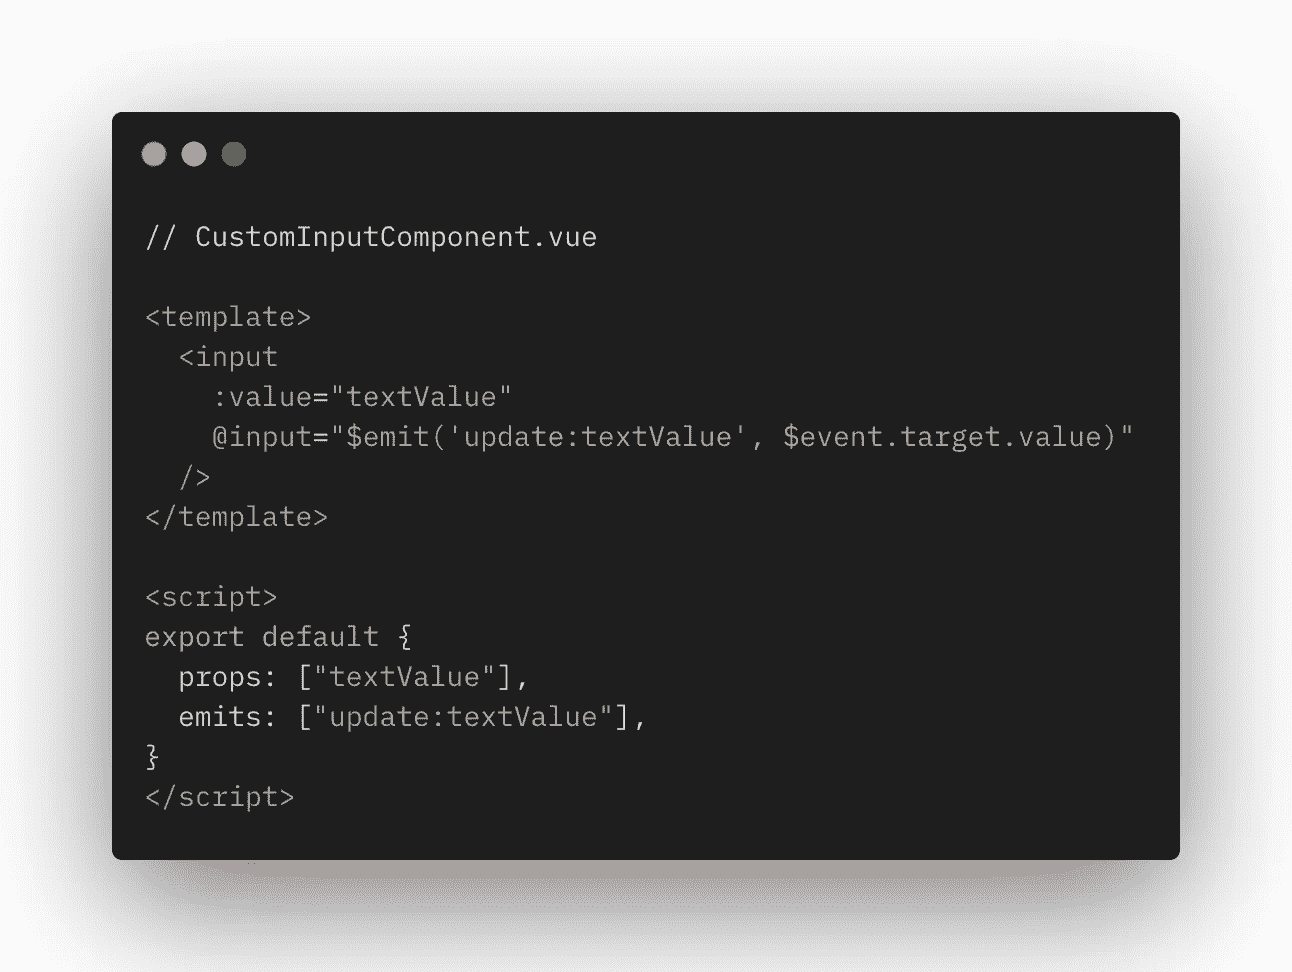 // CustomInputComponent.vue
<template>
  <input
    :value="textValue"
    @input="$emit('update:textValue', $event.target.value)"
  />
</template>
<script>
export default {
  props: ["textValue"],
  emits: ["update:textValue"],
}
</script>